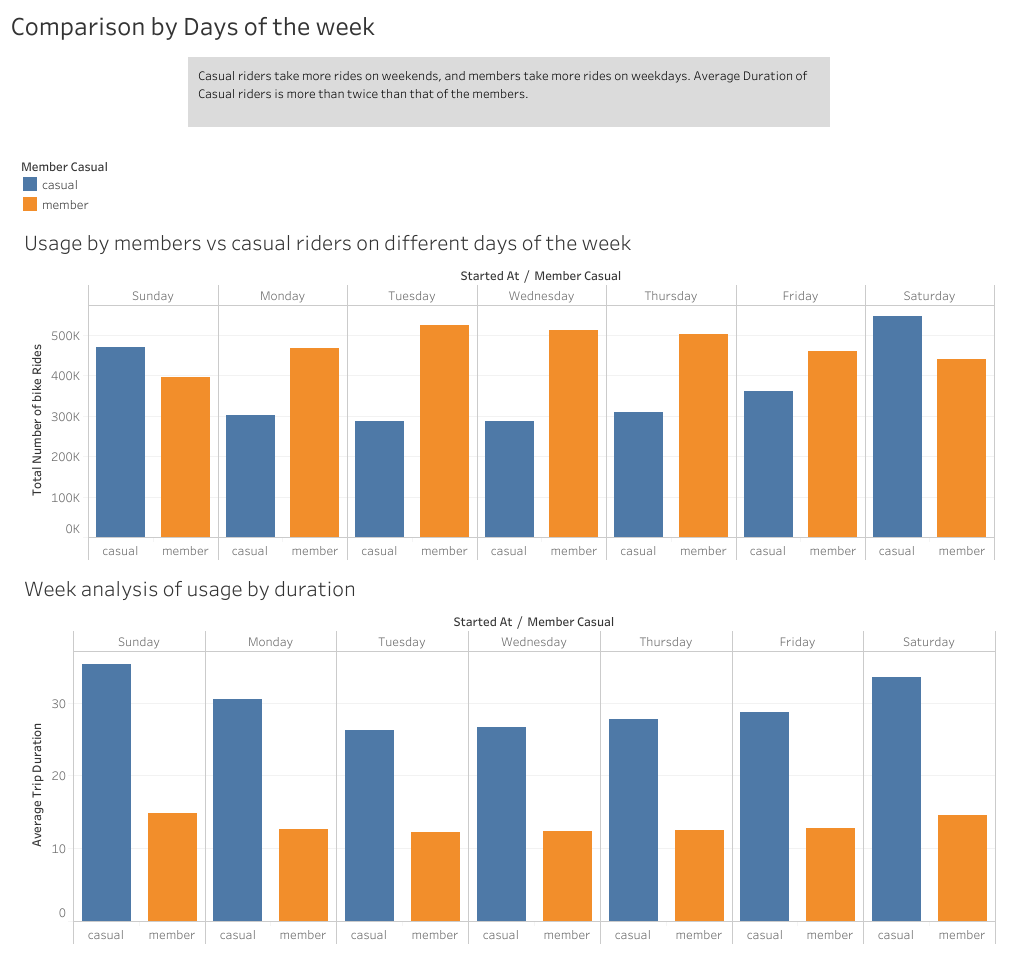 Comparison by Days of the week
Casual riders take more rides on weekends, and members take more rides on weekdays. Average Duration of
Casual riders is more than twice than that of the members.
Member Casual
casual
member
Usage by members vs casual riders on different days of the week
Started At / Member Casual
Sunday Monday Tuesday Wednesday Thursday Friday Saturday
Total Number of bike Rides
500K
400K
300K
200K
100K
0K
casual member casual member casual member casual member casual member casual member casual member
Week analysis of usage by duration
Started At / Member Casual
Sunday Monday Tuesday Wednesday Thursday Friday Saturday
Average Trip Duration
30
20
10
0
casual member casual member casual member casual member casual member casual member casual member